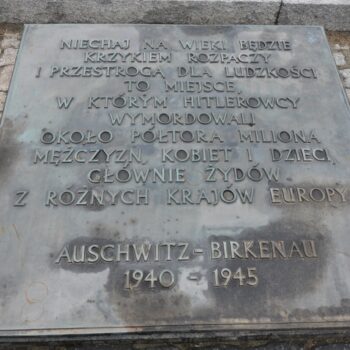 NIECHAJ NA WIEKI BĘDZIE
KRZYKIEM ROZPACZY
I PRZESTROGĄ DLA LUDZKOŚCI
TO MIEJSCE,
W KTÓRYM HITLEROWCY
WYMORDOWALI
OKOŁO PÓŁTORA MILIONA
MĘŻCZYZN, KOBIET I DZIECI,
GŁÓWNIE ŻYDÓW
Z RÓŻNYCH KRAJÓW EUROPY.
AUSCHWITZ - BIRKENAU
1940 - 1945